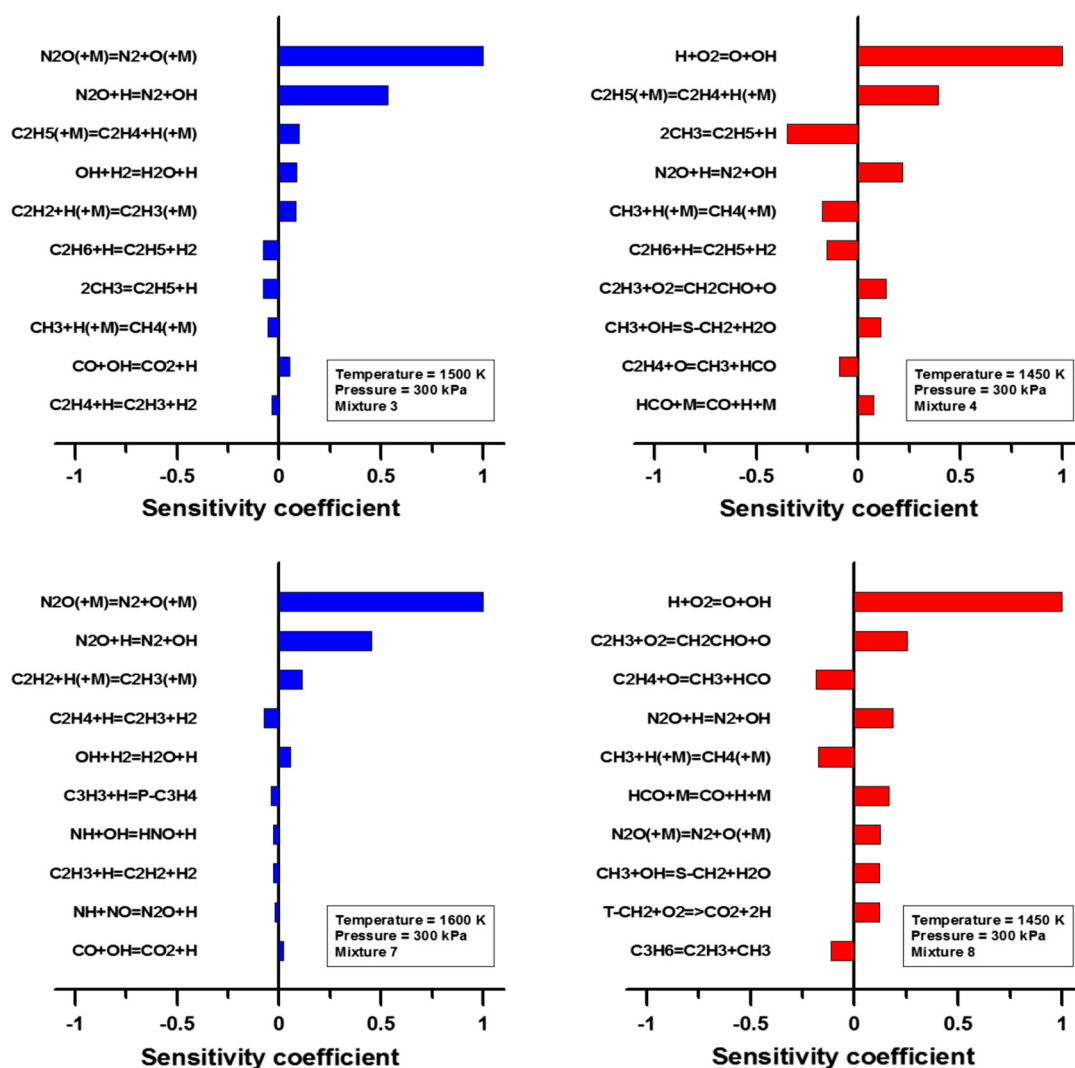 N2O(+M)=N2+O(+M)
N2O+H=N2+OH
C2H5(+M)=C2H4+H(+M)
OH+H2=H2O+H
C2H2+H(+M)=C2H3(+M)
C2H6+H=C2H5+H2
2CH3=C2H5+H
CH3+H(+M)=CH4(+M)
CO+OH=CO2+H
C2H4+H=C2H3+H2
Temperature = 1500 K
Pressure = 300 kPa
Mixture 3
-1 -0.5 0 0.5 1
Sensitivity coefficient
H+O2=O+OH
C2H5(+M)=C2H4+H(+M)
2CH3=C2H5+H
N2O+H=N2+OH
CH3+H(+M)=CH4(+M)
C2H6+H=C2H5+H2
C2H3+O2=CH2CHO+O
CH3+OH=S-CH2+H2O
C2H4+O=CH3+HCO
HCO+M=CO+H+M
Temperature = 1450 K
Pressure = 300 kPa
Mixture 4
-1 -0.5 0 0.5 1
Sensitivity coefficient
N2O(+M)=N2+O(+M)
N2O+H=N2+OH
C2H2+H(+M)=C2H3(+M)
C2H4+H=C2H3+H2
OH+H2=H2O+H
C3H3+H=P-C3H4
NH+OH=HNO+H
C2H3+H=C2H2+H2
NH+NO=N2O+H
CO+OH=CO2+H
Temperature = 1600 K
Pressure = 300 kPa
Mixture 7
-1 -0.5 0 0.5 1
Sensitivity coefficient
H+O2=O+OH
C2H3+O2=CH2CHO+O
C2H4+O=CH3+HCO
N2O+H=N2+OH
CH3+H(+M)=CH4(+M)
HCO+M=CO+H+M
N2O(+M)=N2+O(+M)
CH3+OH=S-CH2+H2O
T-CH2+O2=>CO2+2H
C3H6=C2H3+CH3
Temperature = 1450 K
Pressure = 300 kPa
Mixture 8
-1 -0.5 0 0.5 1
Sensitivity coefficient